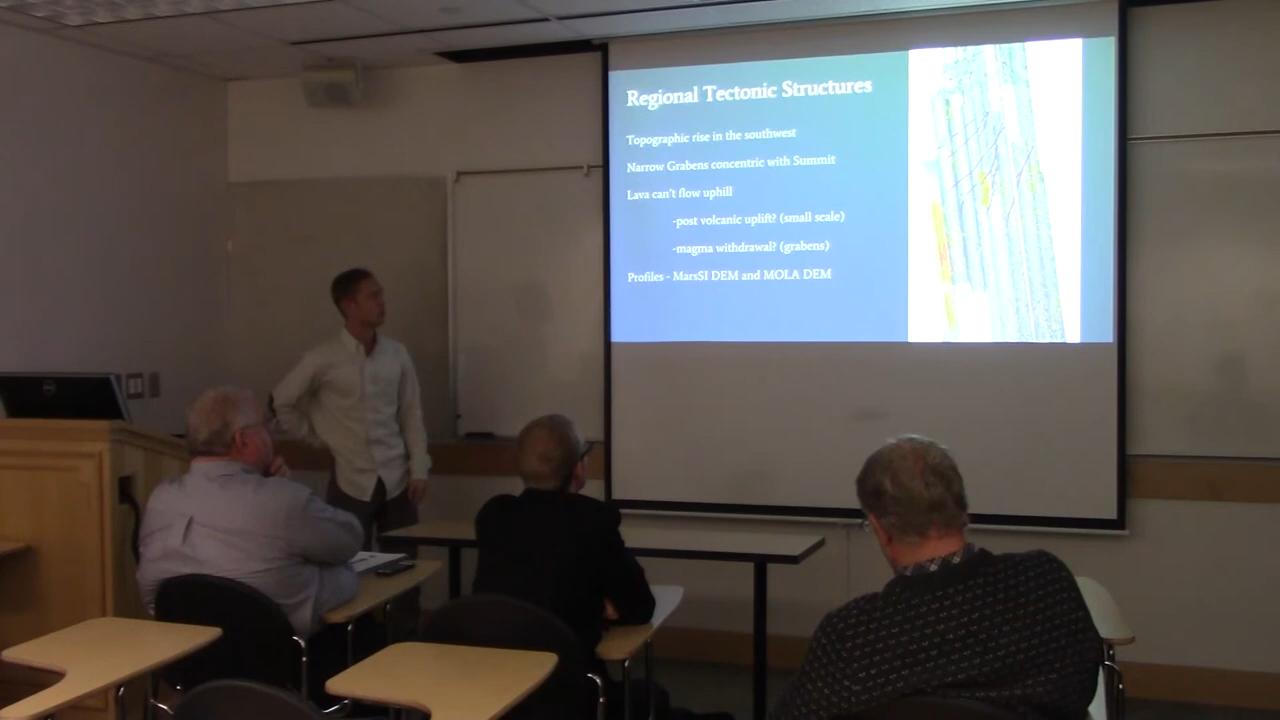 Regional Tectonic Structures
Topographic rise in the southwest
Narrow Grabens concentric with Summit
Lava can't flow uphill
-post volcanic uplift? (small scale)
-magma withdrawal? (grabens)
Profiles - MarsSI DEM and MOLA DEM